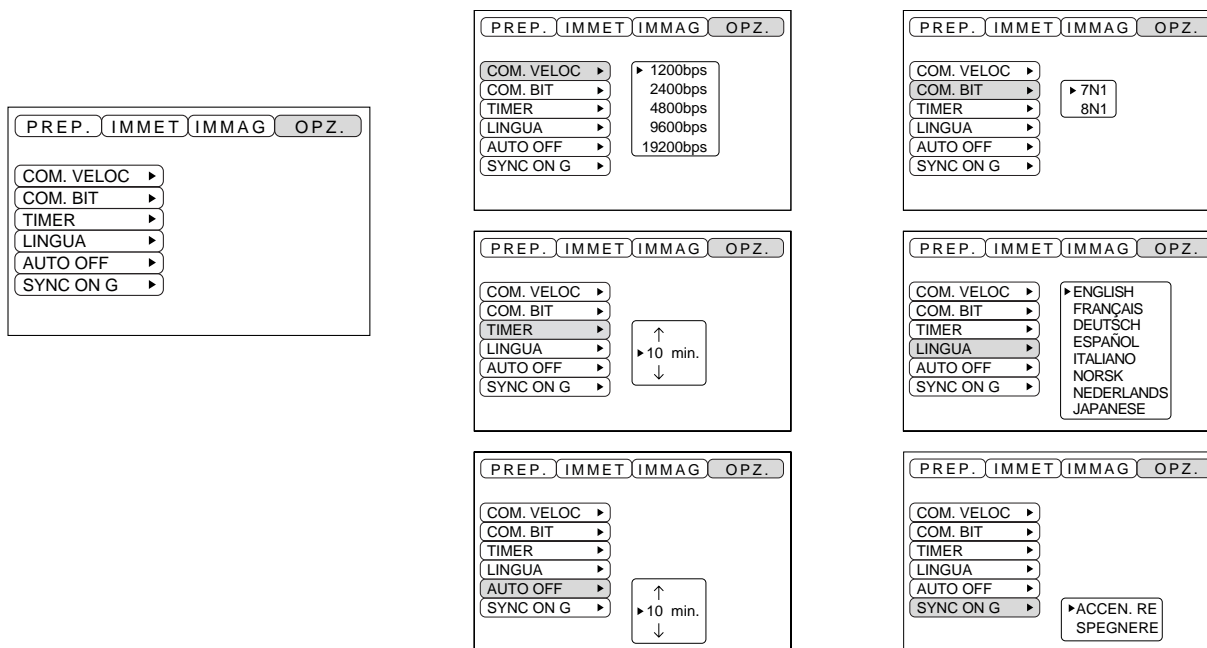 PREP. IMMET IMMAG OPZ.
COM. VELOC
COM. BIT
TIMER
LINGUA
AUTO OFF
SYNC ON G
PREP. IMMET IMMAG OPZ.
COM. VELOC
COM. BIT
TIMER
LINGUA
AUTO OFF
SYNC ON G
1200bps
2400bps
4800bps
9600bps
19200bps
PREP. IMMET IMMAG OPZ.
COM. VELOC
COM. BIT
TIMER
LINGUA
AUTO OFF
SYNC ON G
7N1
8N1
PREP. IMMET IMMAG OPZ.
COM. VELOC
COM. BIT
TIMER
LINGUA
AUTO OFF
SYNC ON G
10 min.
PREP. IMMET IMMAG OPZ.
COM. VELOC
COM. BIT
TIMER
LINGUA
AUTO OFF
SYNC ON G
ENGLISH
FRANÇAIS
DEUTSCH
ESPAÑOL
ITALIANO
NORSK
NEDERLANDS
JAPANESE
PREP. IMMET IMMAG OPZ.
COM. VELOC
COM. BIT
TIMER
LINGUA
AUTO OFF
SYNC ON G
10 min.
PREP. IMMET IMMAG OPZ.
COM. VELOC
COM. BIT
TIMER
LINGUA
AUTO OFF
SYNC ON G
ACCEN. RE
SPEGNERE